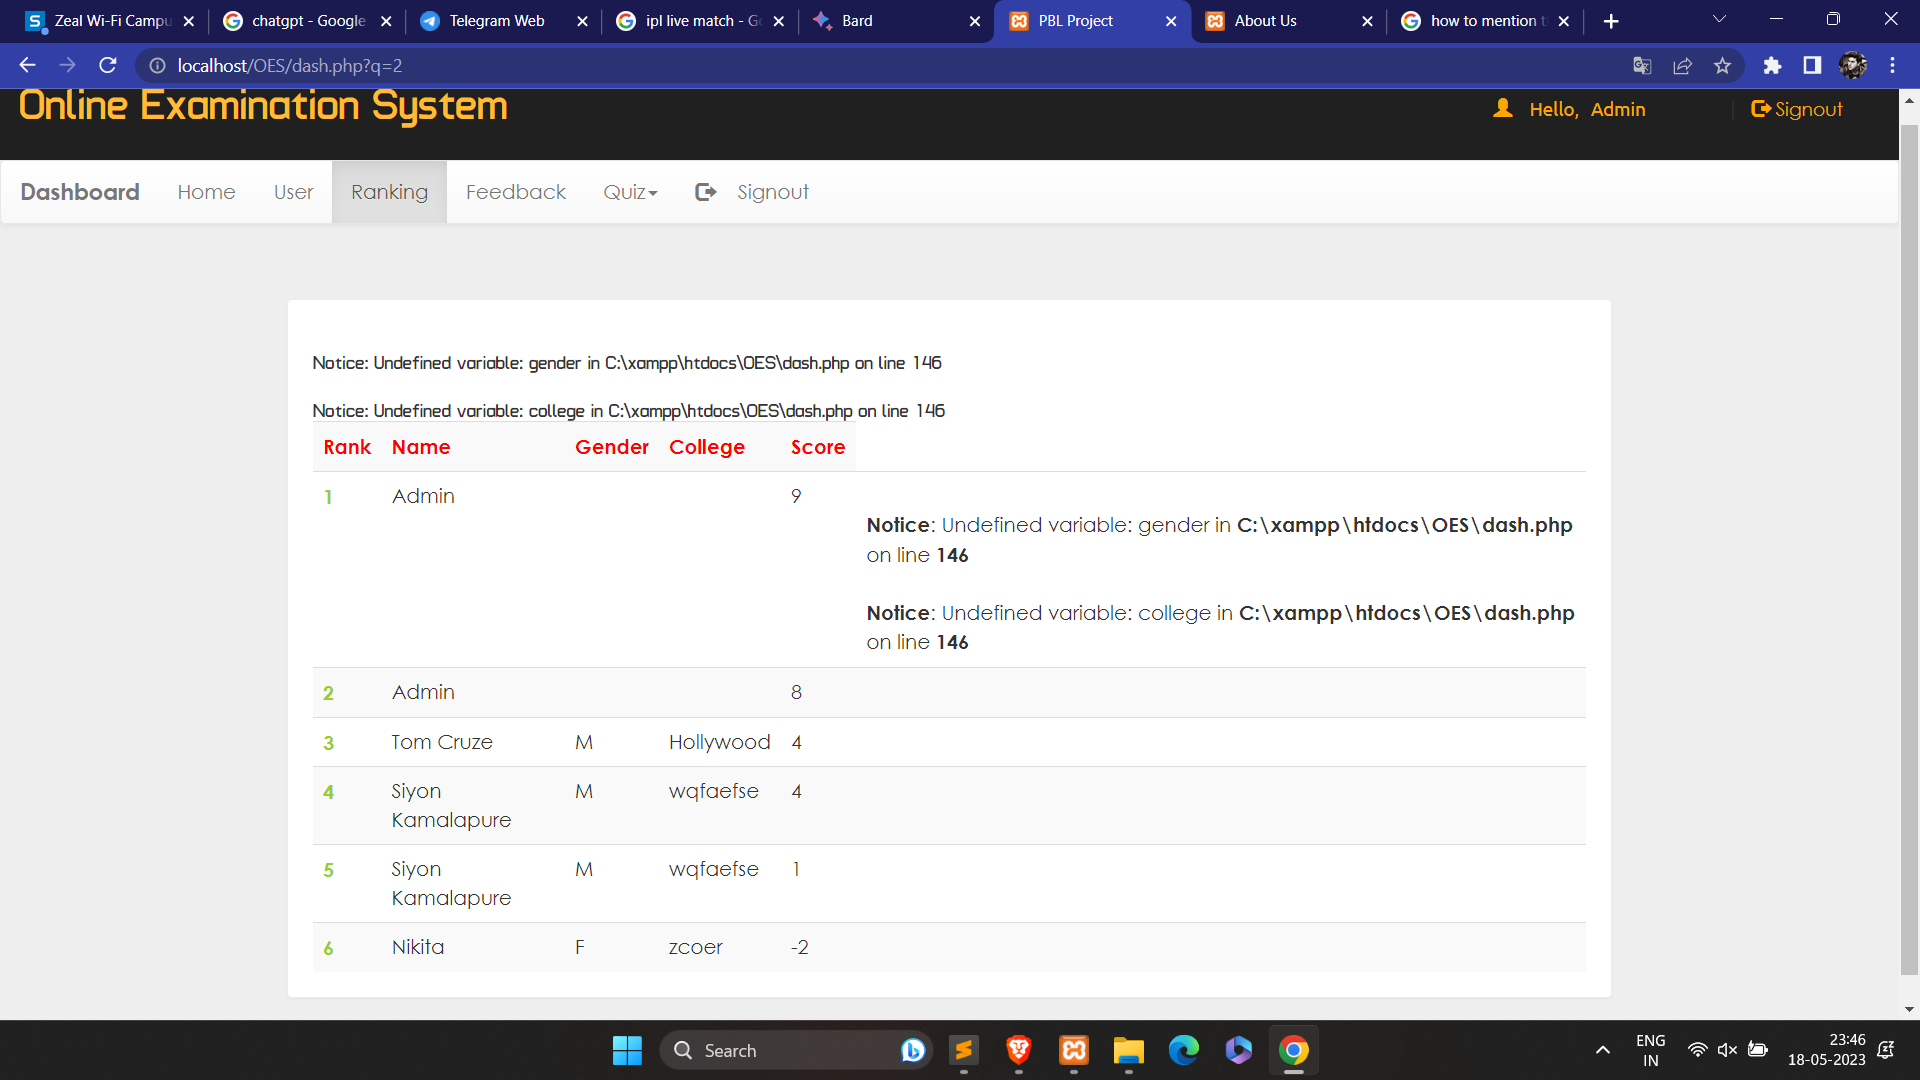 Zeal Wi-Fi Campu
chatgpt - Google
Telegram Web
ipl live match - Go
Bard
PBL Project
About Us
how to mention t
localhost/OES/dash.php?q=2
Online Examination System
Hello, Admin
Signout
Dashboard Home User Ranking Feedback Quiz Signout
Notice: Undefined variable: gender in C:\xampp\htdocs\OES\dash.php on line 146
Notice: Undefined variable: college in C:\xampp\htdocs\OES\dash.php on line 146
Rank Name Gender College Score
1 Admin 9
Notice: Undefined variable: gender in C:\xampp\htdocs\OES\dash.php
on line 146
Notice: Undefined variable: college in C:\xampp\htdocs\OES\dash.php
on line 146
2 Admin 8
3 Tom Cruze M Hollywood 4
4 Siyon M wqfaefse 4
Kamalapure
5 Siyon M wqfaefse 1
Kamalapure
6 Nikita F zcoer -2
Search
ENG
IN
23:46
18-05-2023